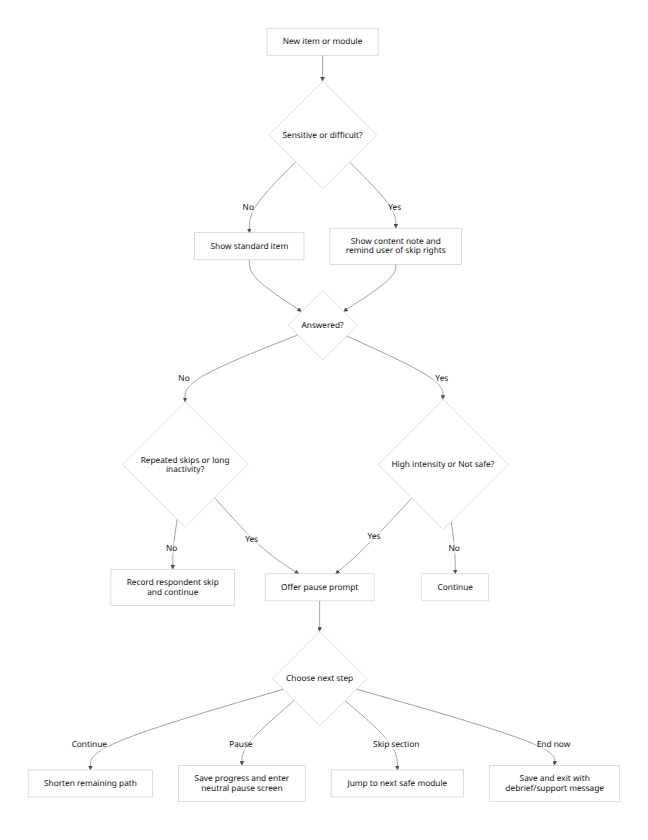 New item or module
Sensitive or difficult?
No
Yes
Show standard item
Show content note and
remind user of skip rights
Answered?
No
Yes
Repeated skips or long
inactivity?
High intensity or Not safe?
No
Yes
Yes
No
Record respondent skip
and continue
Offer pause prompt
Continue
Choose next step
Continue
Pause
Skip section
End now
Shorten remaining path
Save progress and enter
neutral pause screen
Jump to next safe module
Save and exit with
debrief/support message